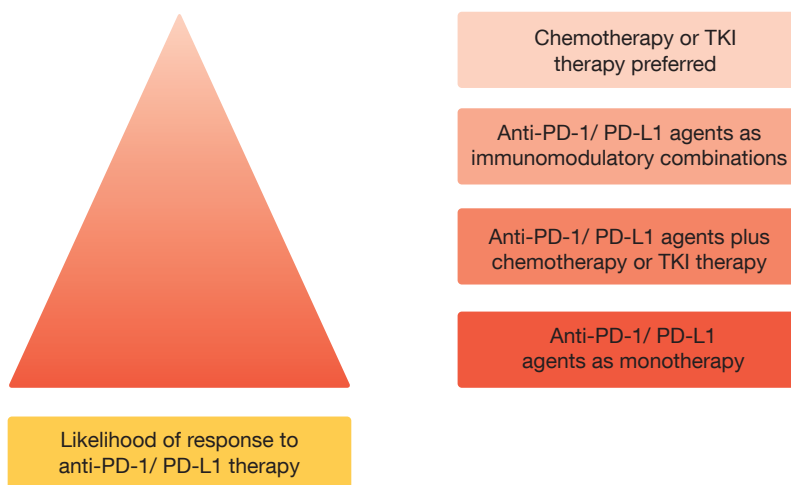 Chemotherapy or TKI
therapy preferred
Anti-PD-1/ PD-L1 agents as
immunomodulatory combinations
Anti-PD-1/ PD-L1 agents plus
chemotherapy or TKI therapy
Anti-PD-1/ PD-L1
agents as monotherapy
Likelihood of response to
anti-PD-1/ PD-L1 therapy